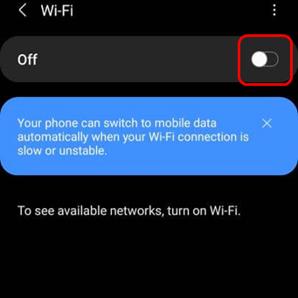 Wi-Fi
Off
Your phone can switch to mobile data
automatically when your Wi-Fi connection is
slow or unstable.
To see available networks, turn on Wi-Fi.